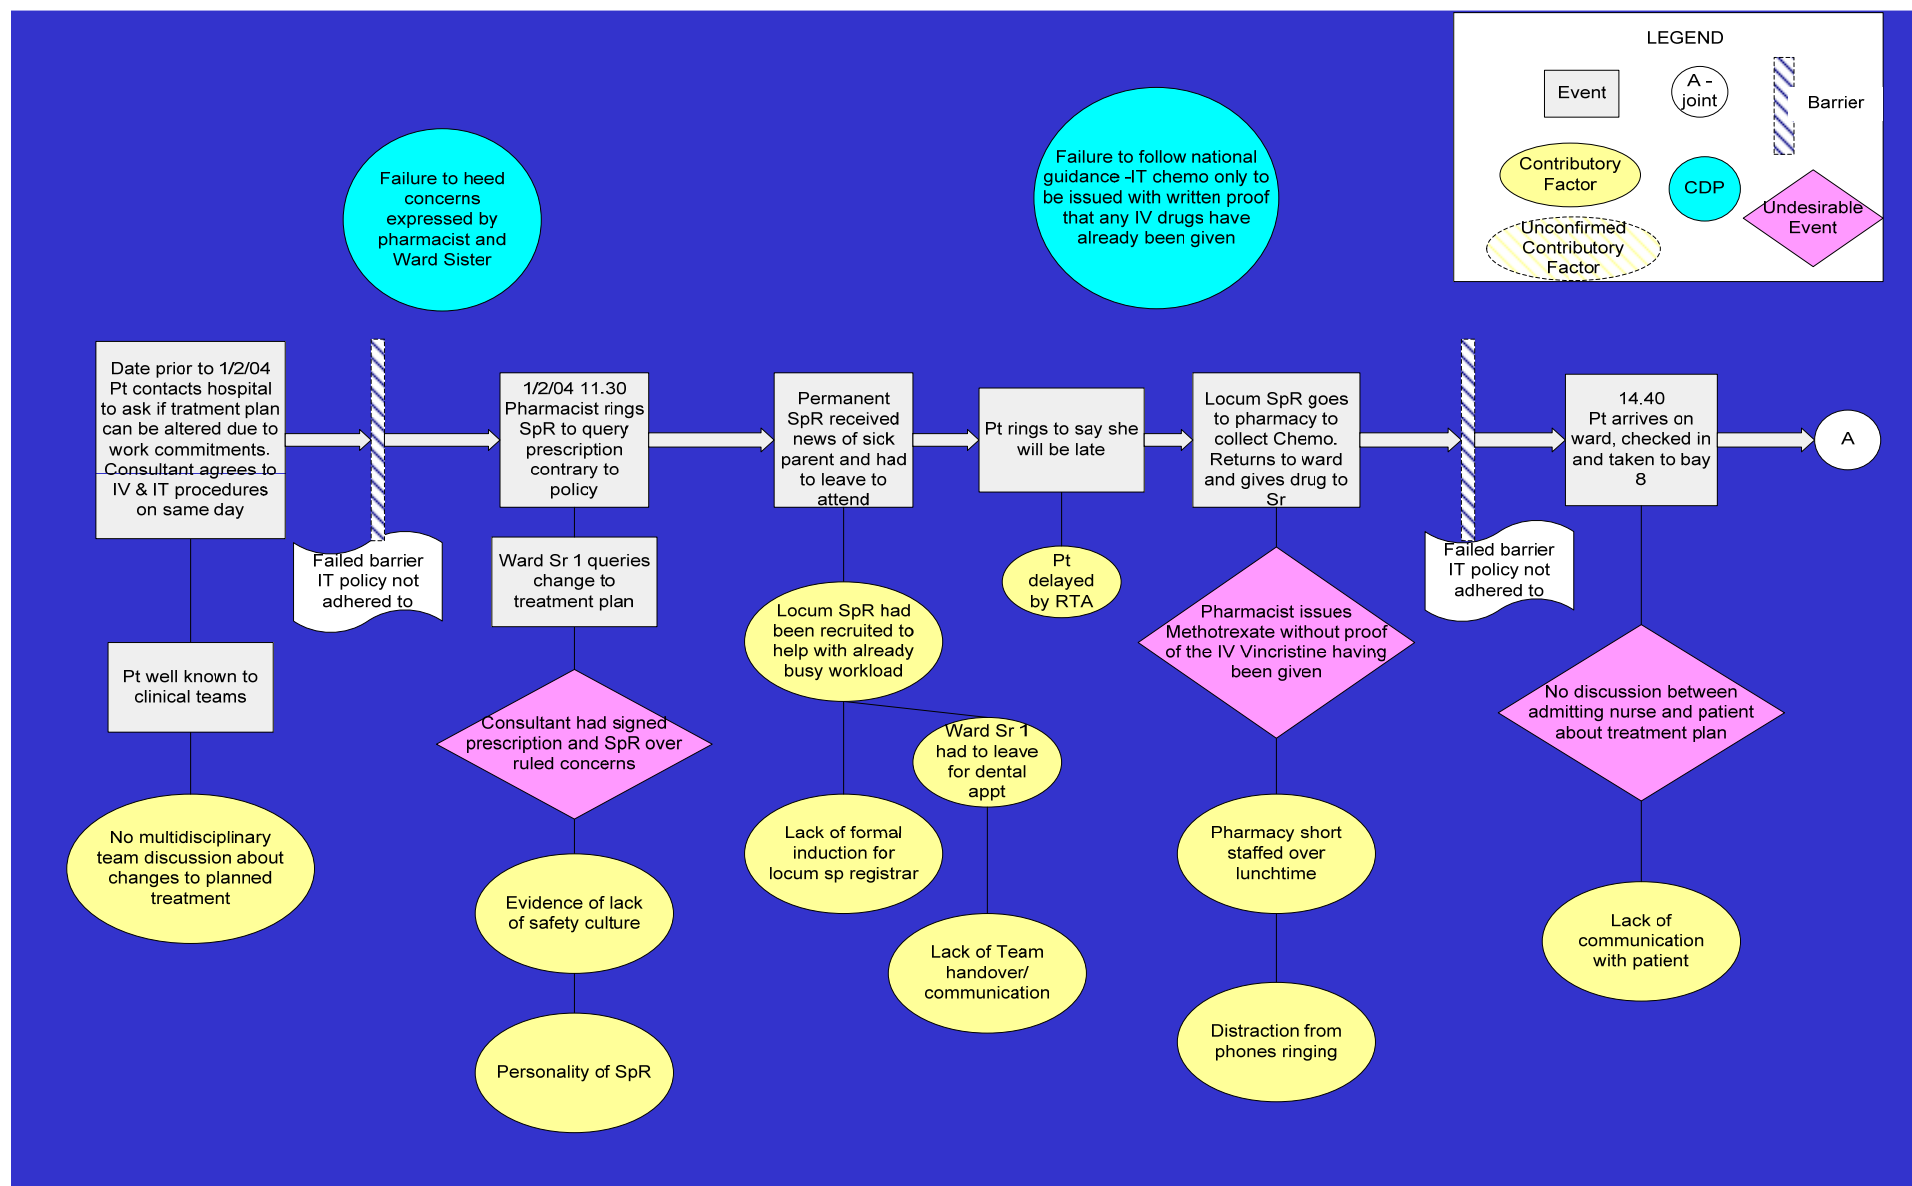 LEGEND
Event
A -
joint
Barrier
Contributory
Factor
CDP
Undesirable
Event
Unconfirmed
Contributory
Factor
Failure to heed
concerns
expressed by
pharmacist and
Ward Sister
Failure to follow national
guidance -IT chemo only to
be issued with written proof
that any IV drugs have
already been given
Date prior to 1/2/04
Pt contacts hospital
to ask if tratment plan
can be altered due to
work commitments.
Consultant agrees to
IV & IT procedures
on same day
1/2/04 11.30
Pharmacist rings
SpR to query
prescription
contrary to
policy
Permanent
SpR received
news of sick
parent and had
to leave to
attend
Pt rings to say she
will be late
Locum SpR goes
to pharmacy to
collect Chemo.
Returns to ward
and gives drug to
Sr
14.40
Pt arrives on
ward, checked in
and taken to bay
8
A
Failed barrier
IT policy not
adhered to
Ward Sr 1 queries
change to
treatment plan
Pt
delayed
by RTA
Failed barrier
IT policy not
adhered to
Pt well known to
clinical teams
Locum SpR had
been recruited to
help with already
busy workload
Pharmacist issues
Methotrexate without proof
of the IV Vincristine having
been given
No discussion between
admitting nurse and patient
about treatment plan
Consultant had signed
prescription and SpR over
ruled concerns
Ward Sr 1
had to leave
for dental
appt
No multidisciplinary
team discussion about
changes to planned
treatment
Evidence of lack
of safety culture
Lack of formal
induction for
locum sp registrar
Pharmacy short
staffed over
lunchtime
Lack of
communication
with patient
Lack of Team
handover/
communication
Personality of SpR
Distraction from
phones ringing